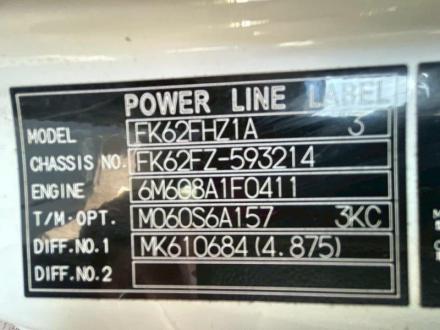 POWER LINE LABEL
MODEL FK62FHZ1A 3
CHASSIS NO. FK62FZ-593214
ENGINE 6M608A1F0411
T/M·OPT. M060S6A157 3KC
DIFF.NO.1 MK610684(4.875)
DIFF.NO.2